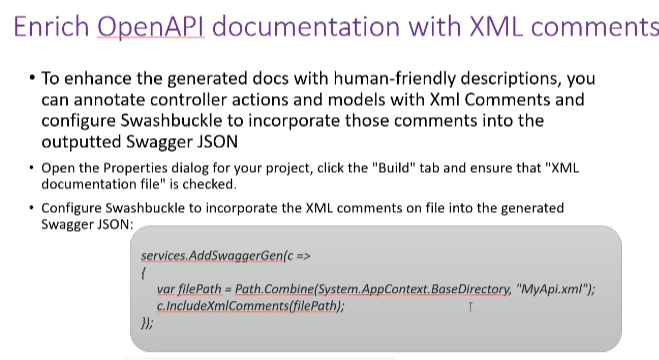 Enrich OpenAPI documentation with XML comments
• To enhance the generated docs with human-friendly descriptions, you
can annotate controller actions and models with Xml Comments and
configure Swashbuckle to incorporate those comments into the
outputted Swagger JSON
• Open the Properties dialog for your project, click the "Build" tab and ensure that "XML
documentation file" is checked.
• Configure Swashbuckle to incorporate the XML comments on file into the generated
Swagger JSON:
services.AddSwaggerGen(c =>
{
var filePath = Path.Combine(System.AppContext.BaseDirectory, "MyApi.xml");
c.IncludeXmlComments(filePath);
});